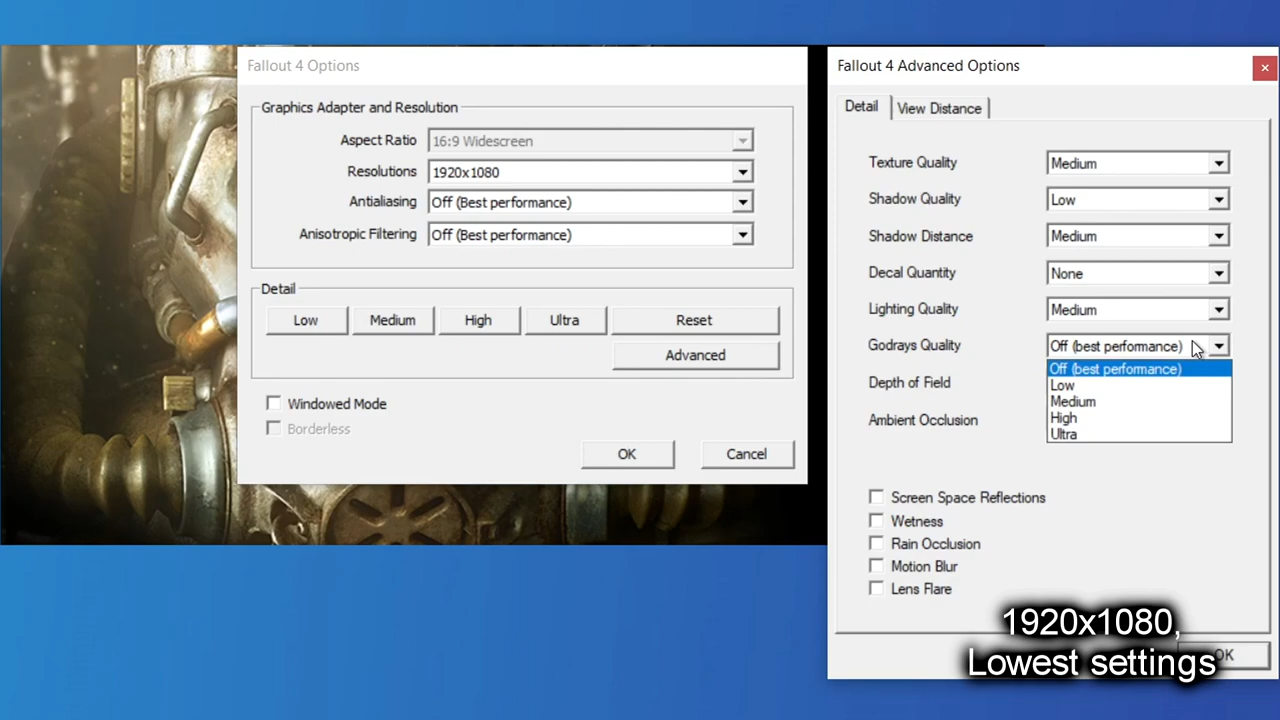 Fallout 4 Options
Graphics Adapter and Resolution
Aspect Ratio 16:9 Widescreen
Resolutions 1920x1080
Antialiasing Off (Best performance)
Anisotropic Filtering Off (Best performance)
Detail
Low Medium High Ultra Reset
Advanced
Windowed Mode
Borderless
OK Cancel
Fallout 4 Advanced Options
Detail View Distance
Texture Quality Medium
Shadow Quality Low
Shadow Distance Medium
Decal Quantity None
Lighting Quality Medium
Godrays Quality Off (best performance)
Off (best performance)
Low
Medium
High
Ultra
Depth of Field
Ambient Occlusion
Screen Space Reflections
Wetness
Rain Occlusion
Motion Blur
Lens Flare
OK
1920x1080,
Lowest settings